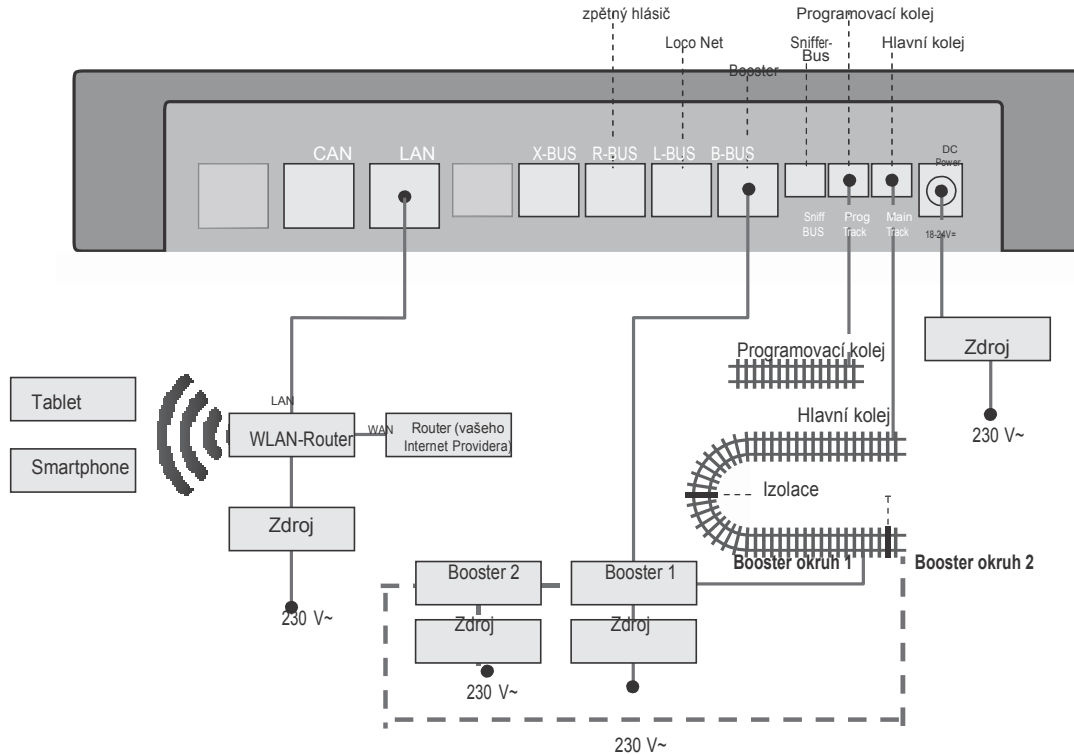 zpětný hlásič
Programovací kolej
Loco Net
Sniffer-
Bus
Hlavní kolej
Booster
CAN
LAN
X-BUS
R-BUS
L-BUS
B-BUS
DC
Power
Sniff
BUS
Prog
Track
Main
Track
18-24V=
Programovací kolej
Zdroj
LAN
Tablet
WLAN-Router
WAN
Router (vašeho
Internet Providera)
Hlavní kolej
230 V~
Smartphone
Izolace
Zdroj
Booster okruh 1
Booster okruh 2
Booster 2
Booster 1
230 V~
Zdroj
Zdroj
230 V~
230 V~